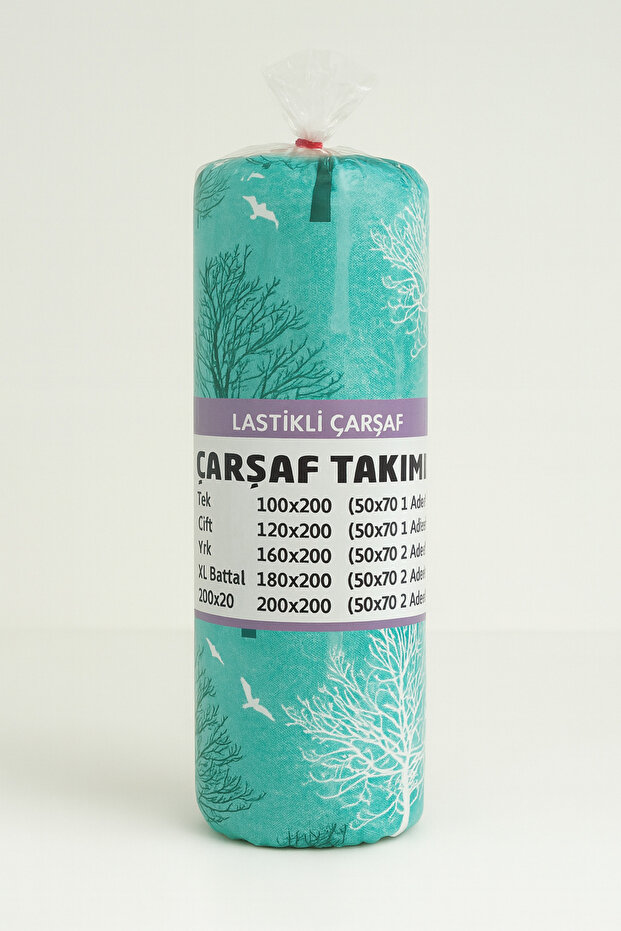 LASTİKLİ ÇARŞAF
ÇARŞAF TAKIMI
Tek 100x200 (50x70 1 Adet
Cift 120x200 (50x70 1 Adieet
Yrk 160x200 (50x70 2 Adet
XL Battal 180x200 (50x70 2 Adet
200x20 200x200 (50x70 2 Adet